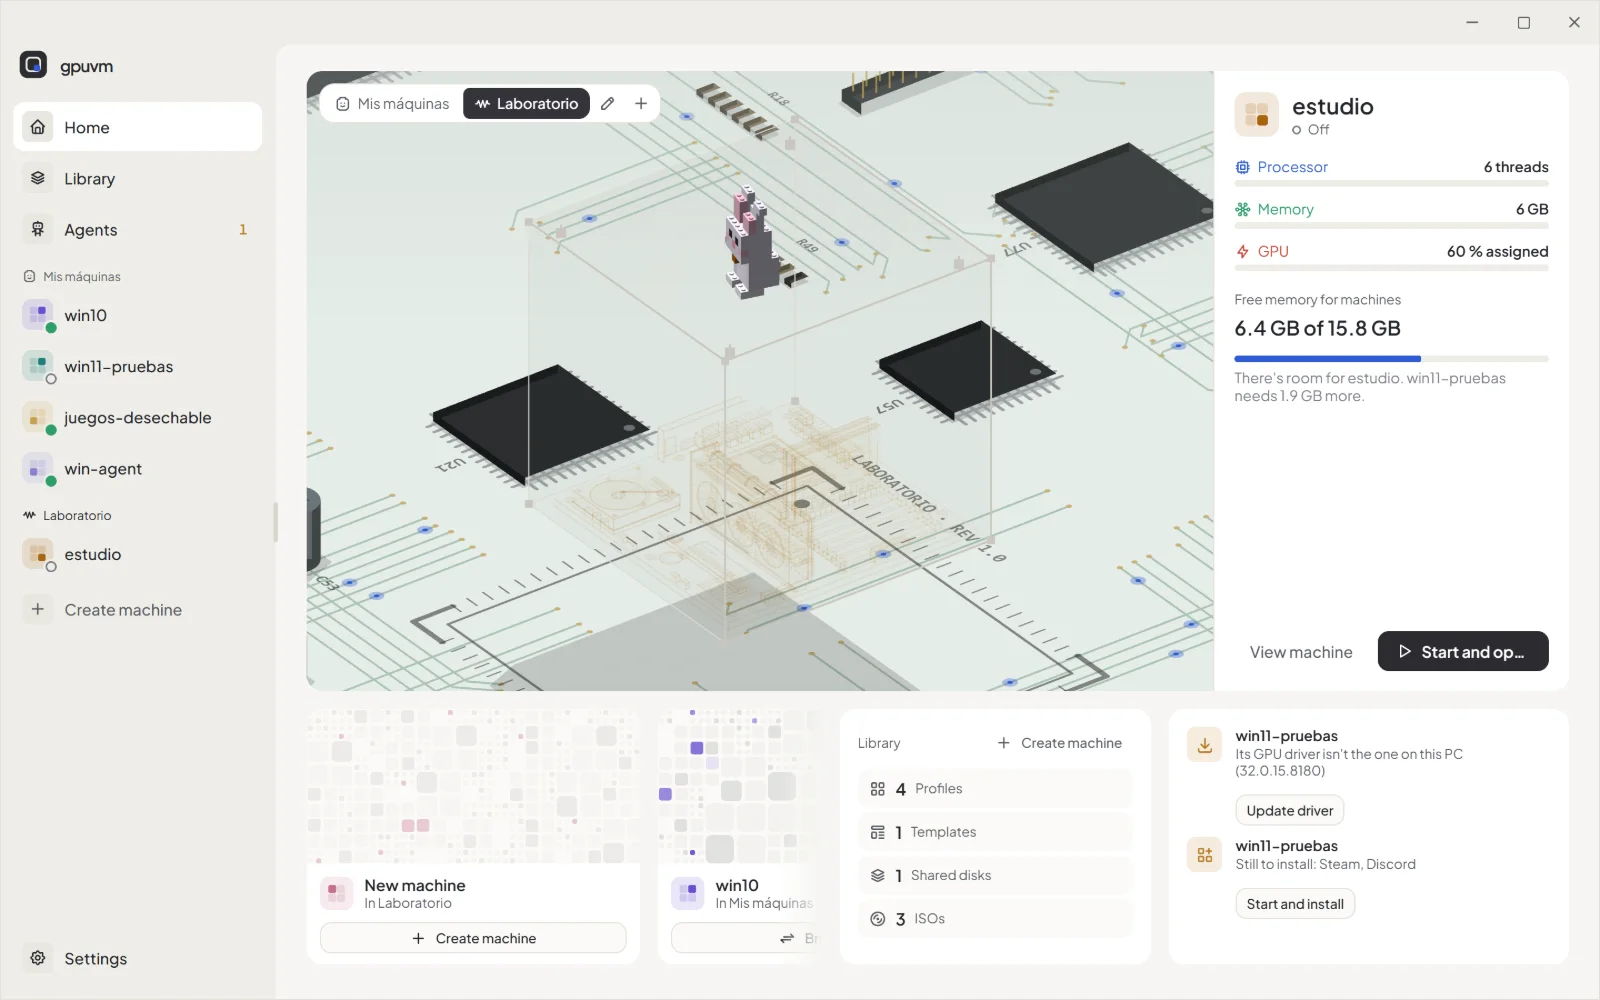 gpuvm
Home
Library
Agents
1
Mis máquinas
win10
win11-pruebas
juegos-desechable
win-agent
Laboratorio
estudio
Create machine
Settings
Mis máquinas
Laboratorio
R18
R49
U77
U57
U21
C53
LABORATORIO · REV 1.0
estudio
Off
Processor
6 threads
Memory
6 GB
GPU
60 % assigned
Free memory for machines
6.4 GB of 15.8 GB
There's room for estudio. win11-pruebas
needs 1.9 GB more.
View machine
Start and op...
New machine
In Laboratorio
Create machine
win10
In Mis máquinas
Br
Library
Create machine
4 Profiles
1 Templates
1 Shared disks
3 ISOs
win11-pruebas
Its GPU driver isn't the one on this PC
(32.0.15.8180)
Update driver
win11-pruebas
Still to install: Steam, Discord
Start and install